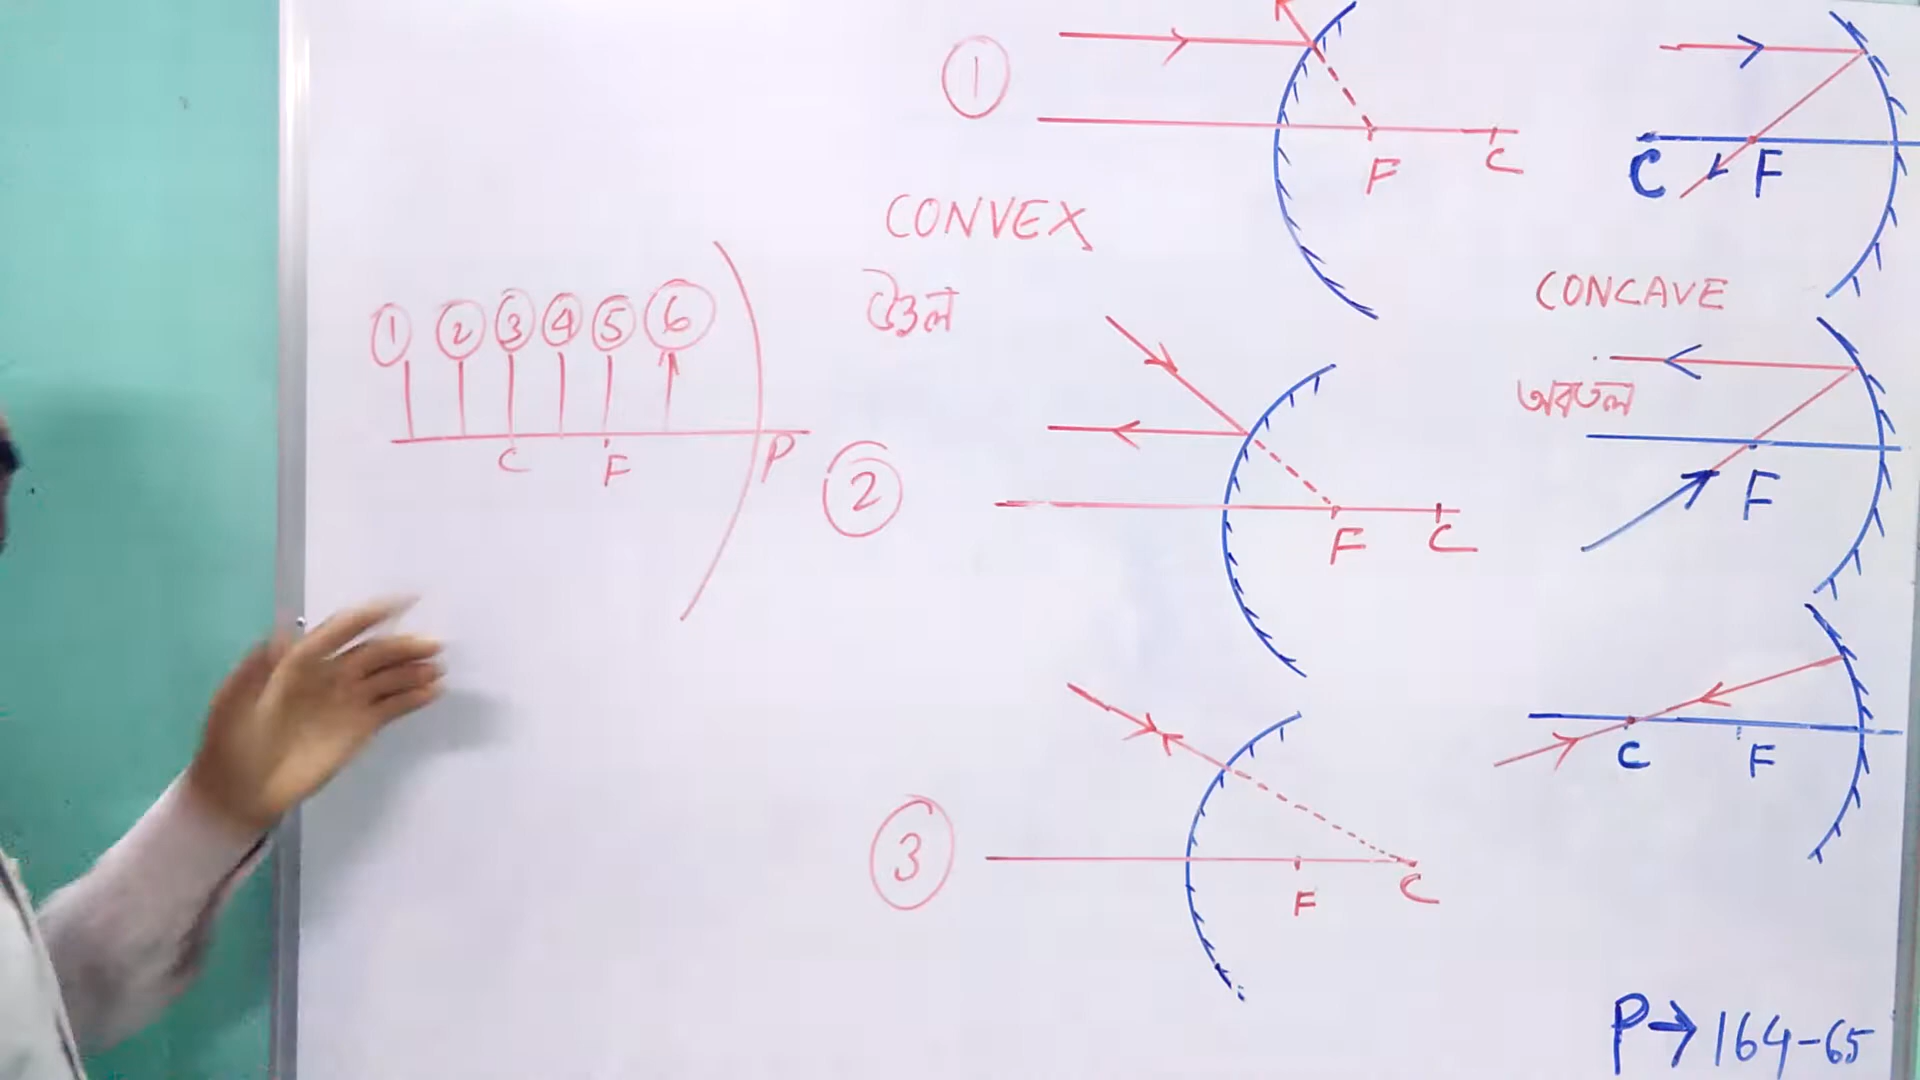 ① ② ③ ④ ⑤ ⑥
C F P
CONVEX
উত্তল
①
F C
②
F C
③
F C
C F
CONCAVE
অবতল
F
C F
P → 164-65